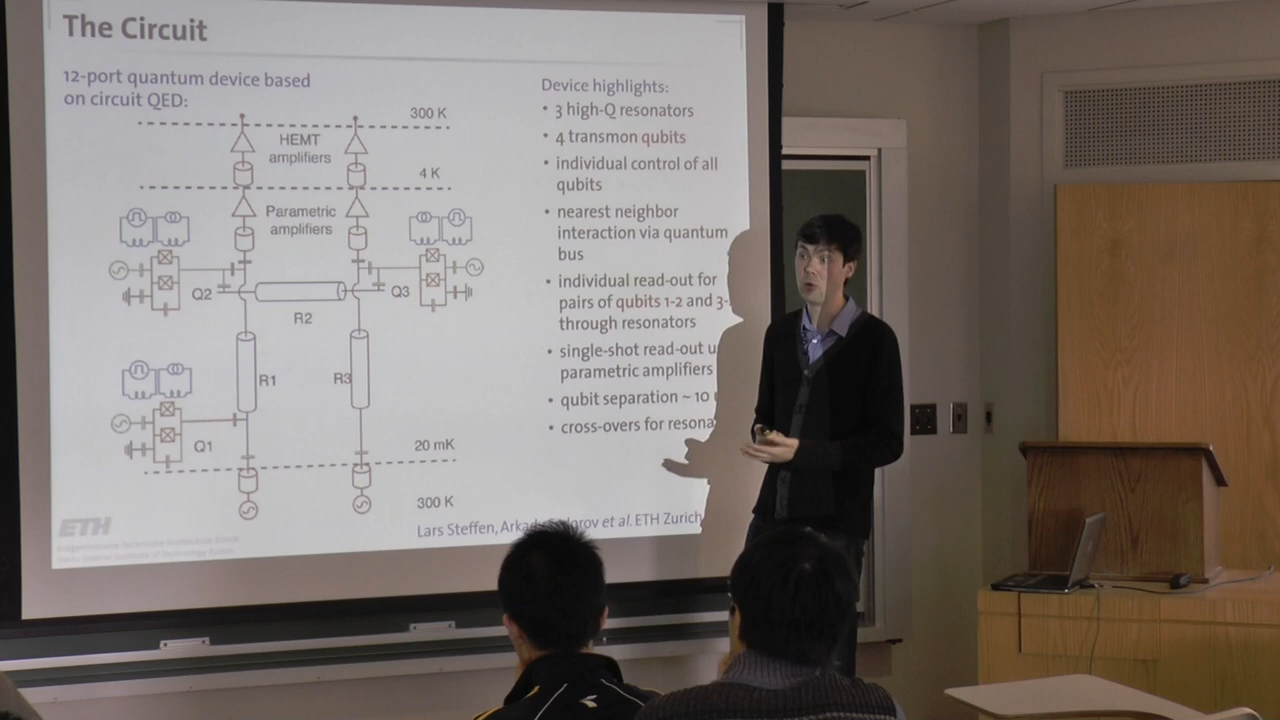 The Circuit
12-port quantum device based
on circuit QED:
300 K
HEMT
amplifiers
4 K
Parametric
amplifiers
Q2
Q3
R2
R1
R3
Q1
20 mK
300 K
Device highlights:
• 3 high-Q resonators
• 4 transmon qubits
• individual control of all
qubits
• nearest neighbor
interaction via quantum
bus
• individual read-out for
pairs of qubits 1-2 and 3-
through resonators
• single-shot read-out u
parametric amplifiers
• qubit separation ~ 10
• cross-overs for resona
ETH
Eidgenössische Technische Hochschule Zürich
Swiss Federal Institute of Technology Zurich
Lars Steffen, Arka et al. ETH Zurich